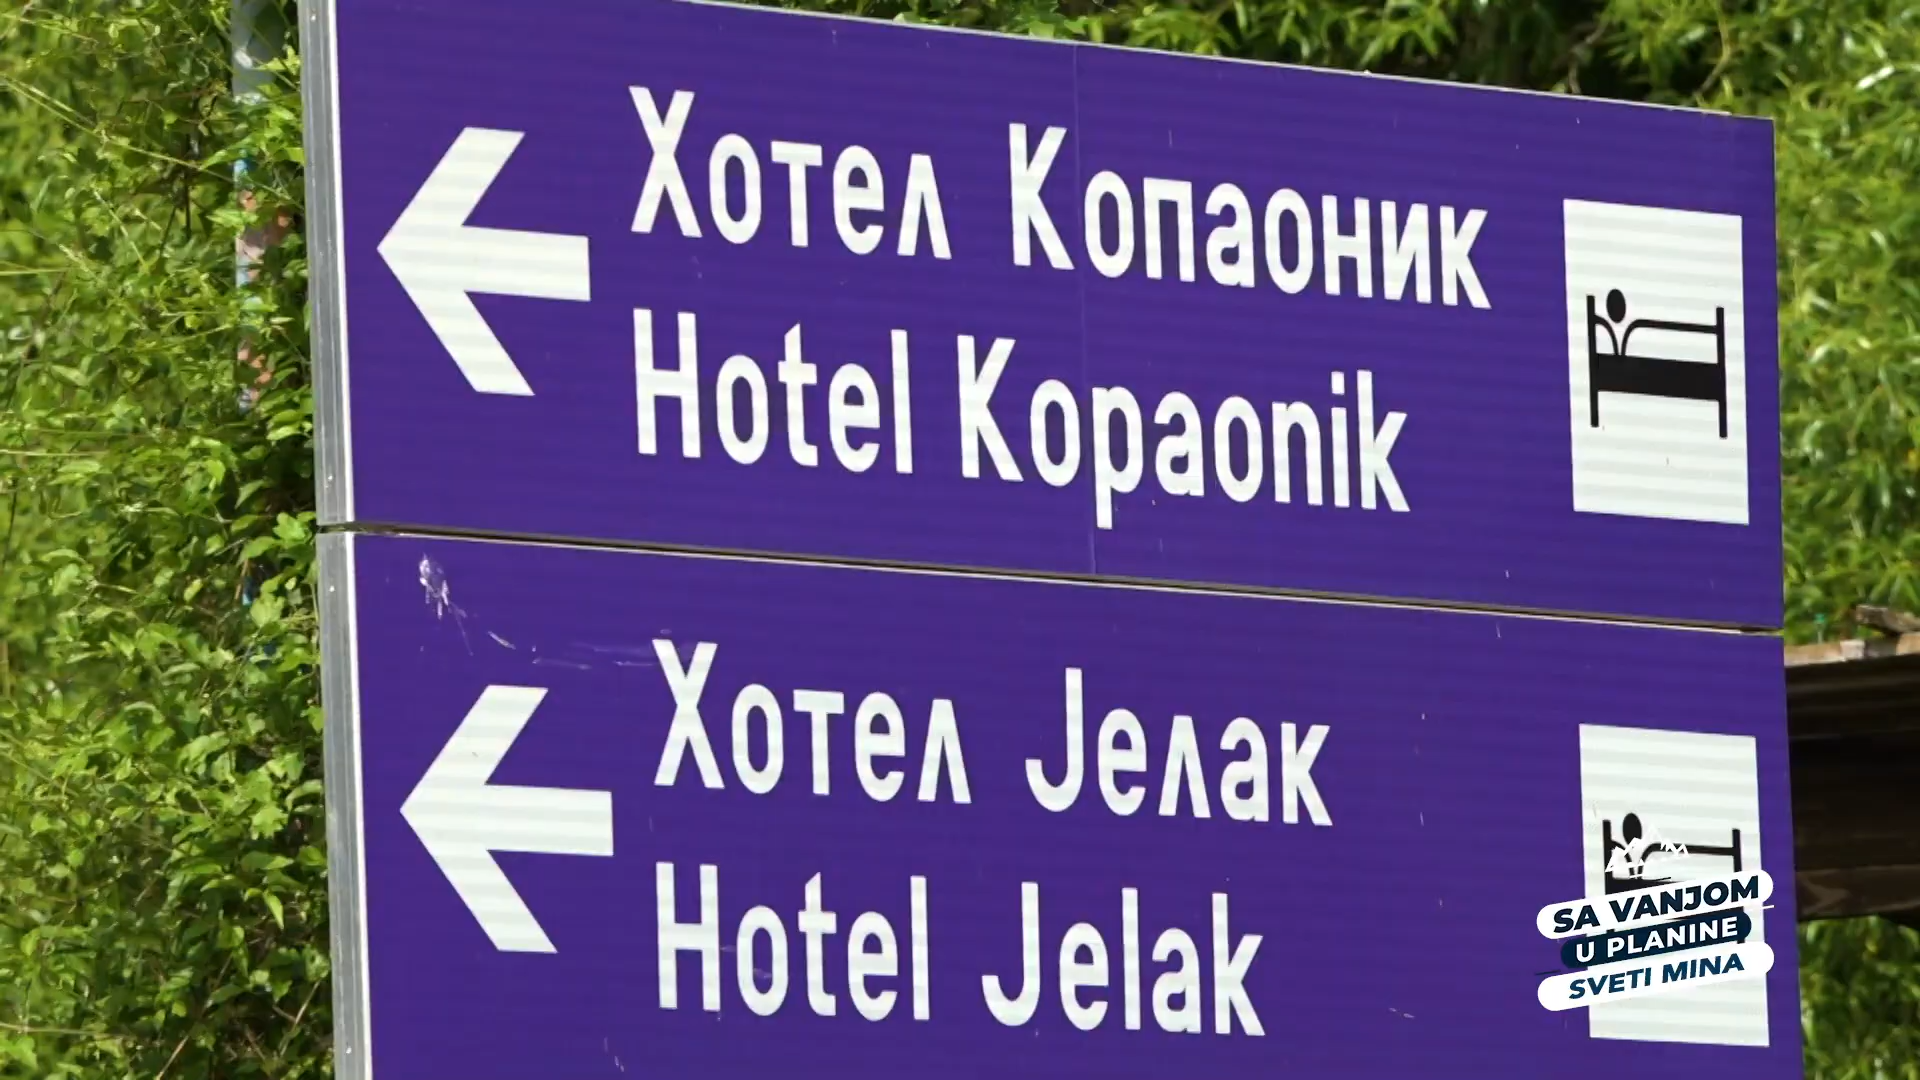 Хотел Копаоник
Hotel Kopaonik
Хотел Јелак
Hotel Jelak
SA VANJOM
U PLANINE
SVETI MINA